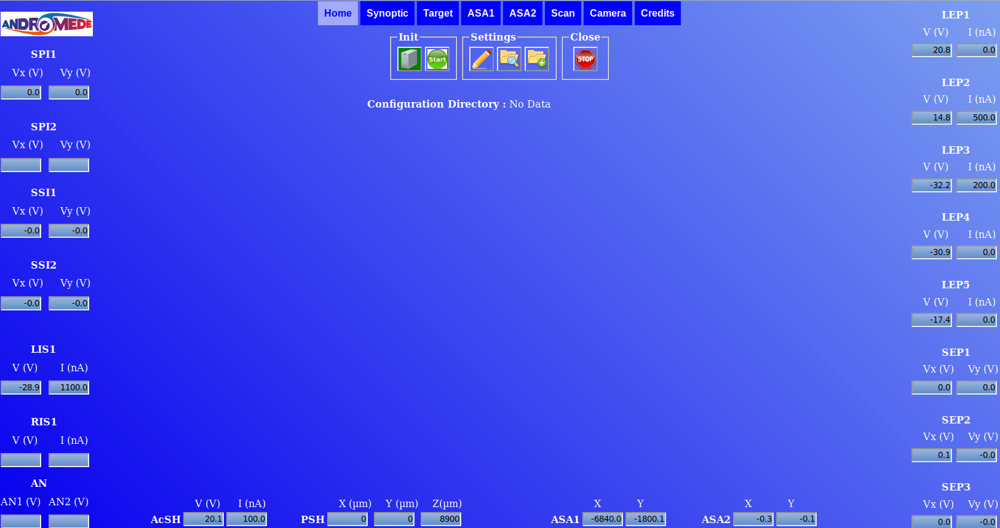 ANDROMEDE
Home Synoptic Target ASA1 ASA2 Scan Camera Credits
Init Settings Close
Start STOP
Configuration Directory : No Data
SPI1
Vx (V) Vy (V)
0.0 0.0
SPI2
Vx (V) Vy (V)
SSI1
Vx (V) Vy (V)
-0.0 -0.0
SSI2
Vx (V) Vy (V)
-0.0 -0.0
LIS1
V (V) I (nA)
-28.9 1100.0
RIS1
V (V) I (nA)
AN
AN1 (V) AN2 (V)
V (V) I (nA)
AcSH 20.1 100.0
X (µm) Y (µm) Z(µm)
PSH 0 0 8900
X Y
ASA1 -6840.0 -1800.1
X Y
ASA2 -0.3 -0.1
LEP1
V (V) I (nA)
20.8 0.0
LEP2
V (V) I (nA)
14.8 500.0
LEP3
V (V) I (nA)
-32.2 200.0
LEP4
V (V) I (nA)
-30.9 0.0
LEP5
V (V) I (nA)
-17.4 0.0
SEP1
Vx (V) Vy (V)
0.0 0.0
SEP2
Vx (V) Vy (V)
0.1 -0.0
SEP3
Vx (V) Vy (V)
0.0 -0.0